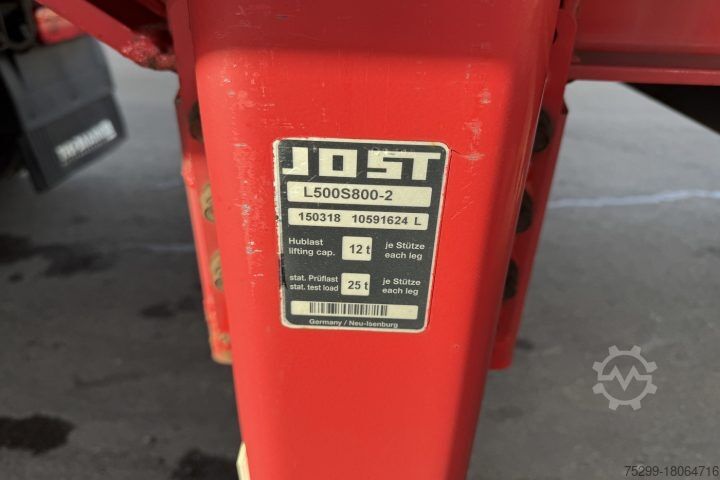 JOST
L500S800-2
150318 10591624 L
Hublast 12 t je Stütze
lifting cap. each leg
stat. Prüflast 25 t je Stütze
stat. test load each leg
Germany / Neu-Isenburg
75299-18064716